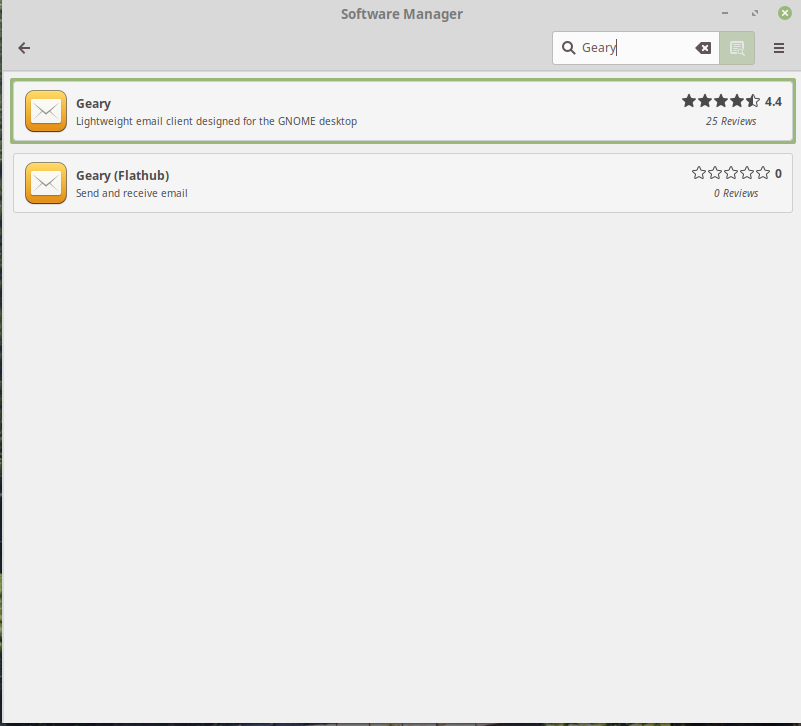 Software Manager
Geary
Geary
Lightweight email client designed for the GNOME desktop
4.4
25 Reviews
Geary (Flathub)
Send and receive email
0
0 Reviews